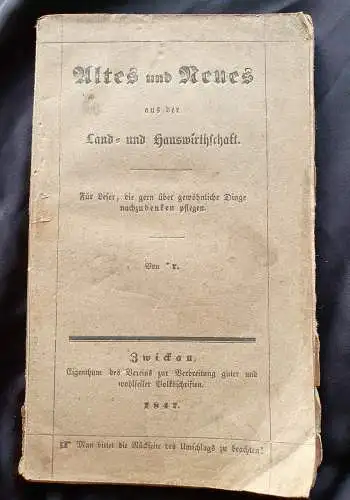 Altes und Neues
aus der
Land- und Hauswirthschaft.
Für Leser, die gern über gewöhnliche Dinge
nachzudenken pflegen.
Von *r.
Zwickau,
Eigenthum des Vereins zur Verbreitung guter und
wohlfeiler Volksschriften.
1847.
☞ Man bittet die Rückseite des Umschlags zu beachten!